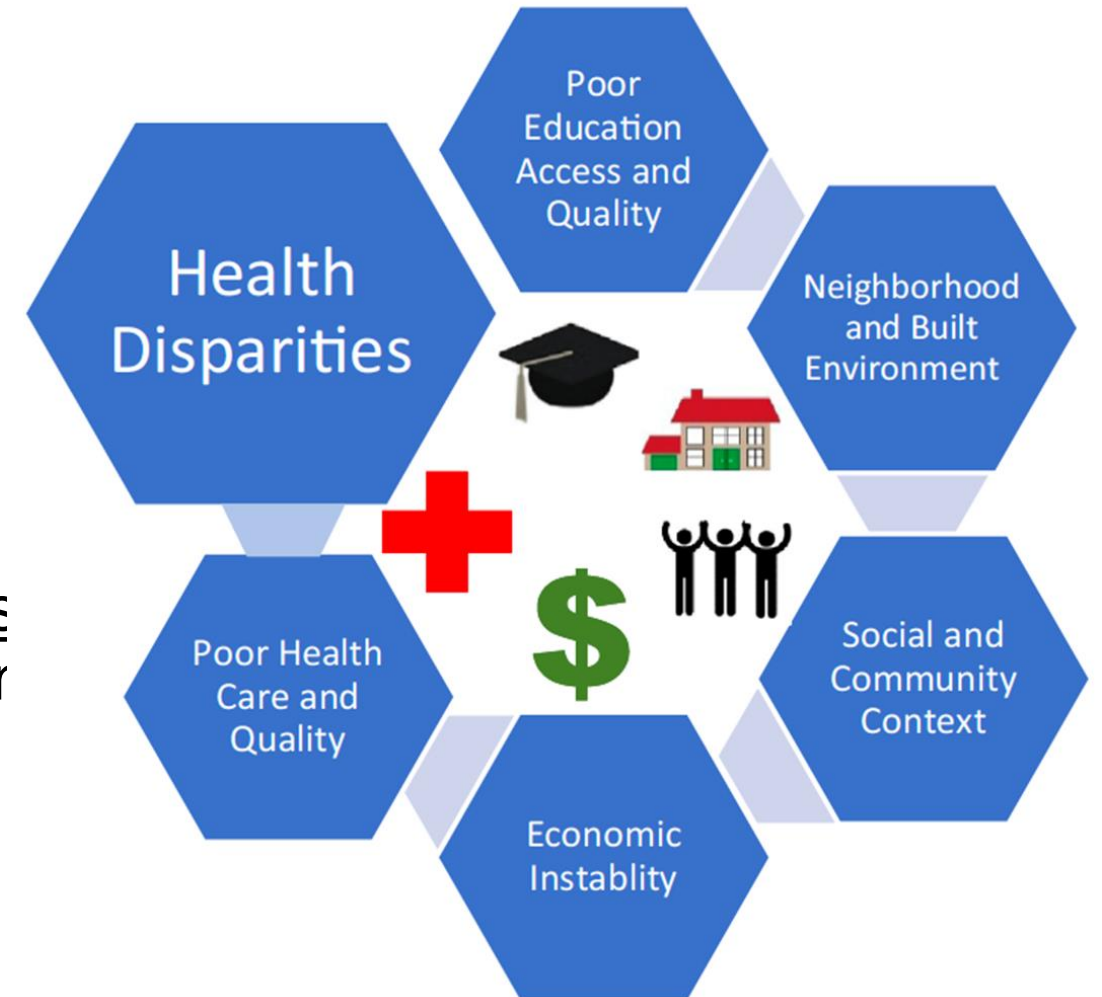 Poor
Education
Access and
Quality
Health
Disparities
Neighborhood
and Built
Environment
Social and
Community
Context
Poor Health
Care and
Quality
Economic
Instablity
$